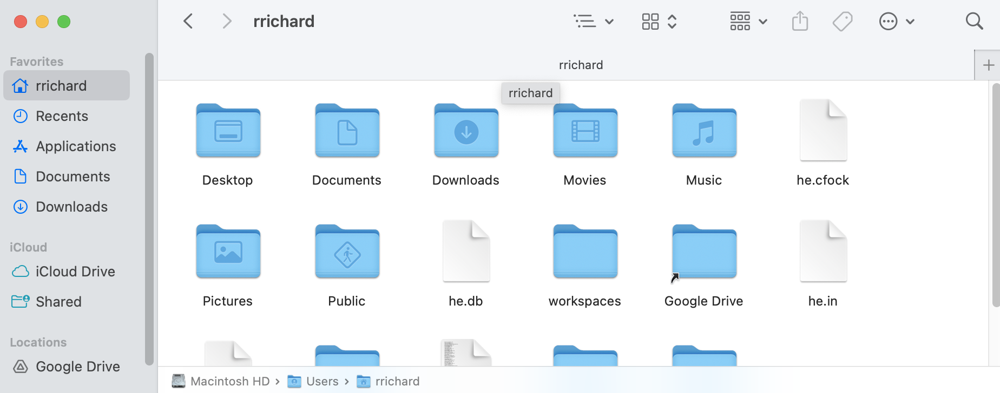 rrichard
rrichard
rrichard
Favorites
rrichard
Recents
Applications
Documents
Downloads
iCloud
iCloud Drive
Shared
Locations
Google Drive
Desktop Documents Downloads Movies Music he.cfock
Pictures Public he.db workspaces Google Drive he.in
Macintosh HD › Users › rrichard